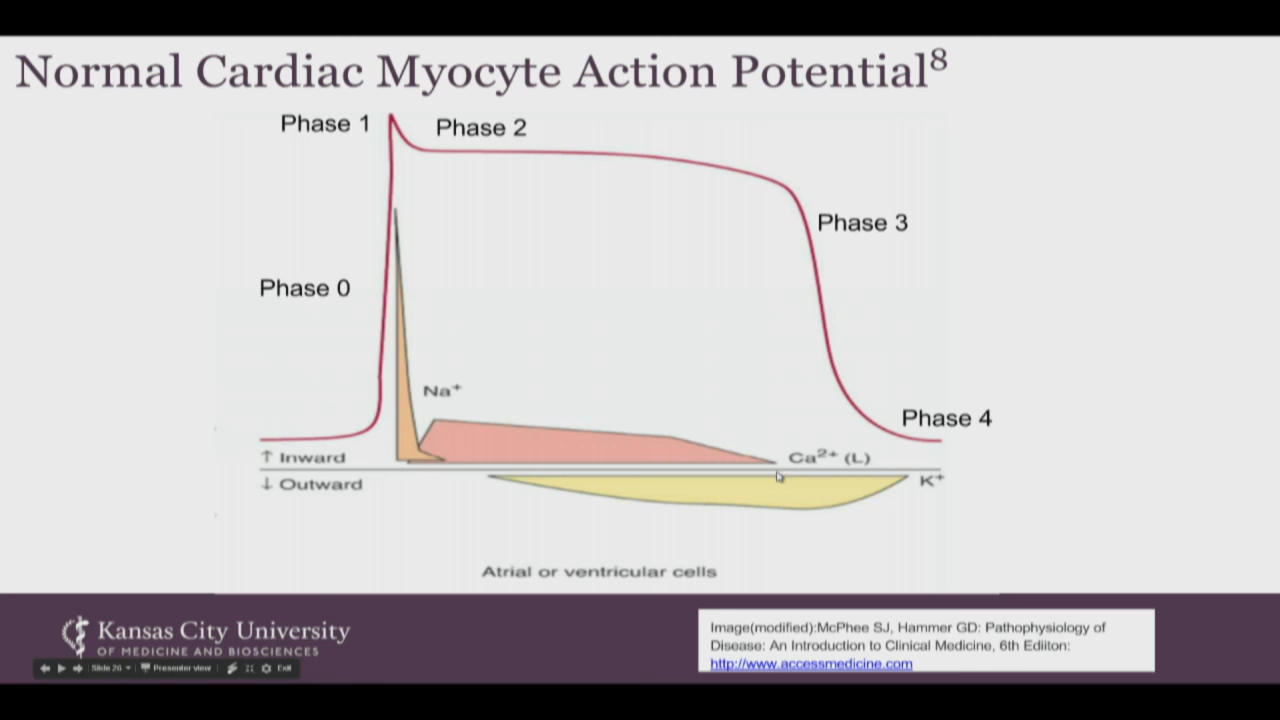 Normal Cardiac Myocyte Action Potential⁸
Phase 1
Phase 2
Phase 3
Phase 0
Na⁺
Phase 4
↑ Inward
Ca²⁺ (L)
↓ Outward
K⁺
Atrial or ventricular cells
Kansas City University
OF MEDICINE AND BIOSCIENCES
Image(modified):McPhee SJ, Hammer GD: Pathophysiology of
Disease: An Introduction to Clinical Medicine, 6th Ediiton:
http://www.accessmedicine.com
Slide 26 Presenter view Exit